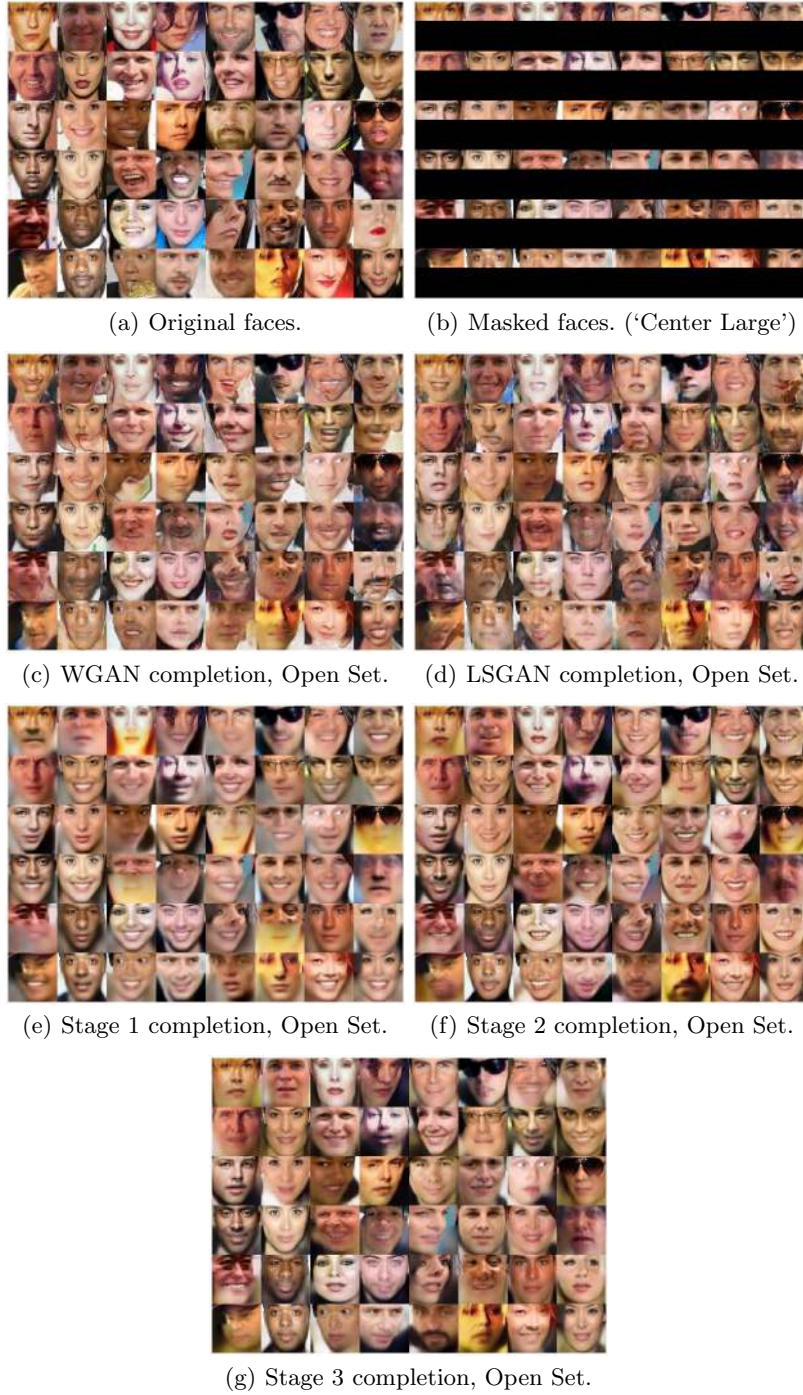 (a) Original faces.
(b) Masked faces. (‘Center Large’)
(c) WGAN completion, Open Set.
(d) LSGAN completion, Open Set.
(e) Stage 1 completion, Open Set.
(f) Stage 2 completion, Open Set.
(g) Stage 3 completion, Open Set.